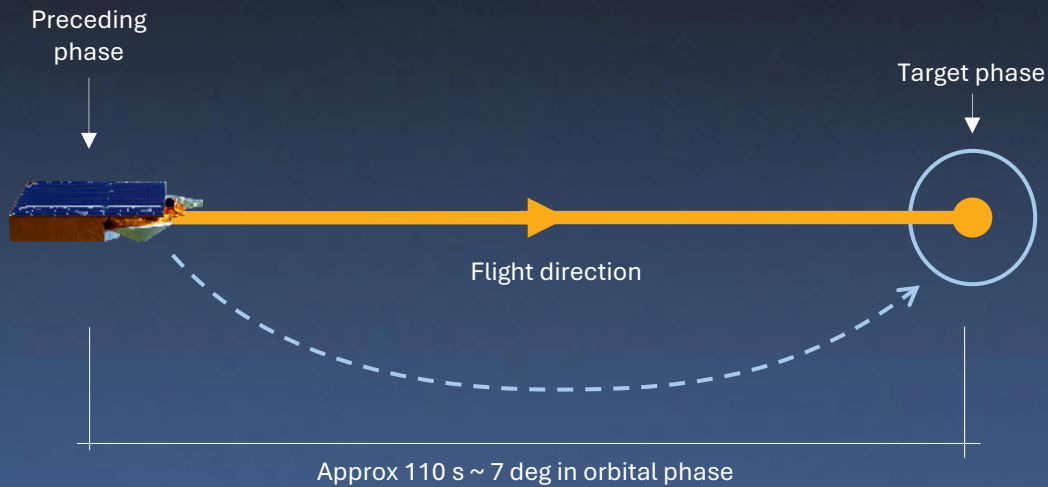 Preceding
phase
Target phase
Flight direction
Approx 110 s ~ 7 deg in orbital phase